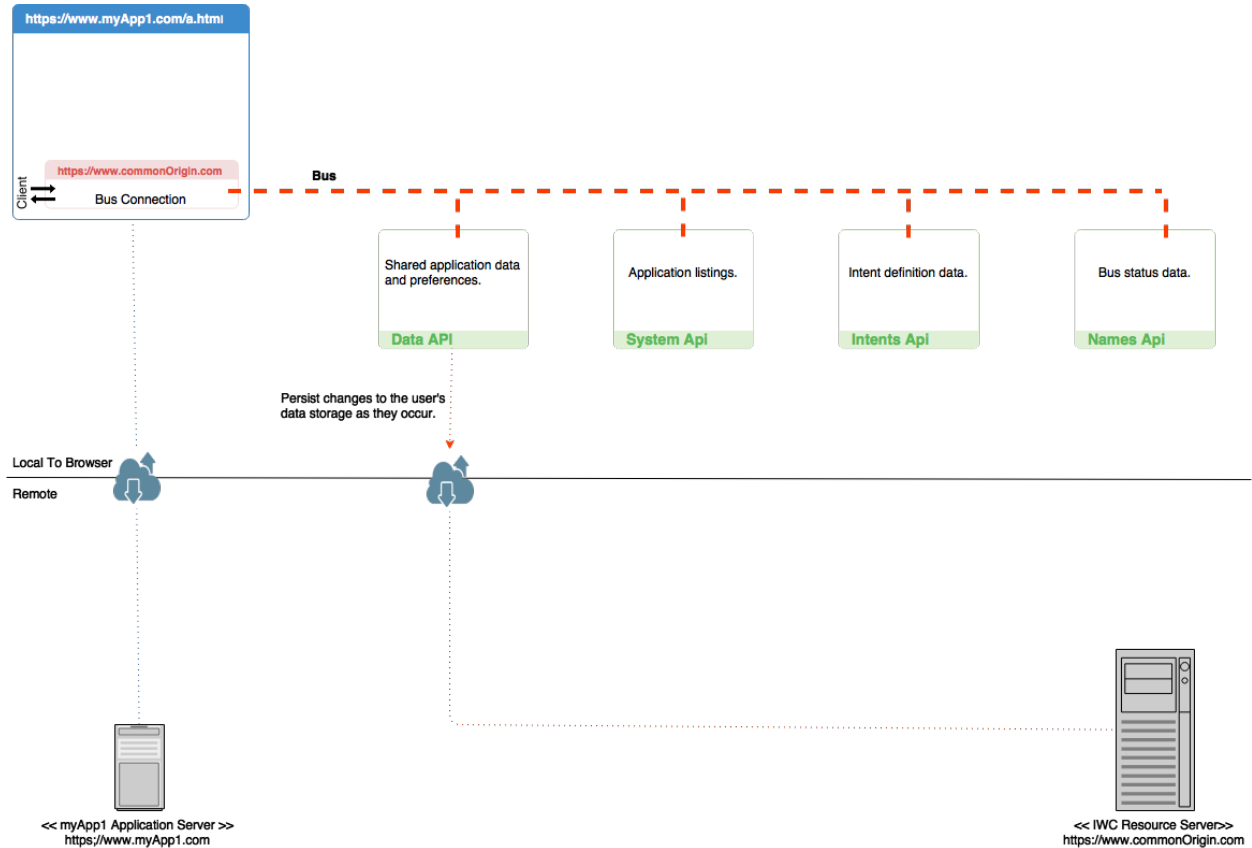 https://www.myApp1.com/a.html
https://www.commonOrigin.com
Client
Bus Connection
Bus
Shared application data
and preferences.
Data API
Application listings.
System Api
Intent definition data.
Intents Api
Bus status data.
Names Api
Persist changes to the user's
data storage as they occur.
Local To Browser
Remote
<< myApp1 Application Server >>
https;/www.myApp1.com
<< IWC Resource Server>>
https://www.commonOrigin.com